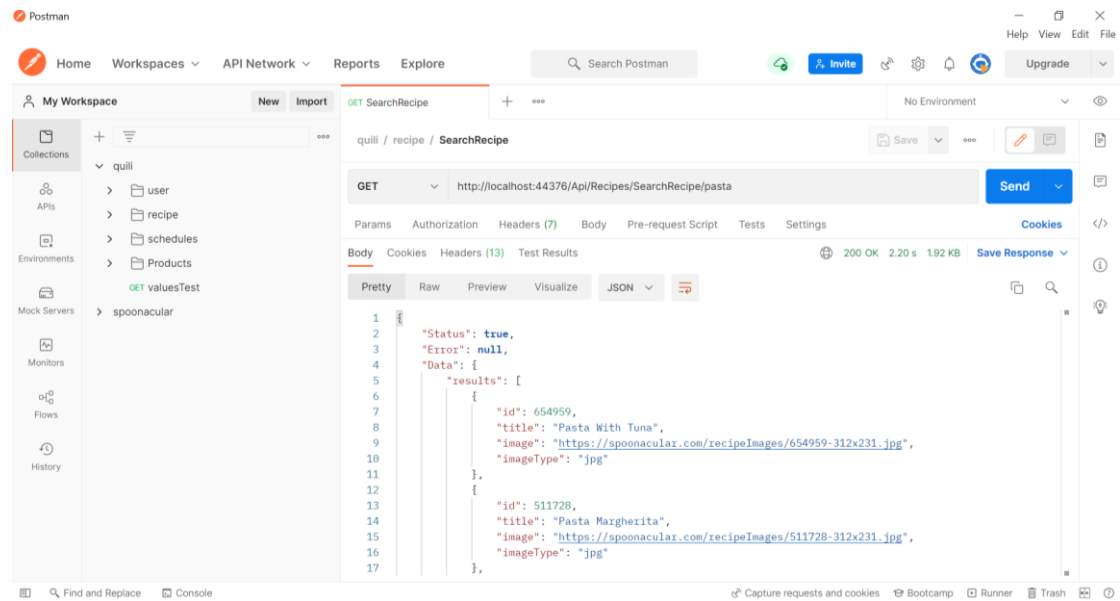 Postman
Help View Edit File
Home Workspaces API Network Reports Explore Search Postman Invite Upgrade
My Workspace New Import GET SearchRecipe No Environment
Collections
APIs
Environments
Mock Servers
Monitors
Flows
History
quili
user
recipe
schedules
Products
GET valuesTest
spoonacular
quili / recipe / SearchRecipe Save
GET http://localhost:44376/Api/Recipes/SearchRecipe/pasta Send
Params Authorization Headers (7) Body Pre-request Script Tests Settings Cookies
Body Cookies Headers (13) Test Results 200 OK 2.20 s 1.92 KB Save Response
Pretty Raw Preview Visualize JSON
1 {
2 "Status": true,
3 "Error": null,
4 "Data": {
5 "results": [
6 {
7 "id": 654959,
8 "title": "Pasta With Tuna",
9 "image": "https://spoonacular.com/recipeImages/654959-312x231.jpg",
10 "imageType": "jpg"
11 },
12 {
13 "id": 511728,
14 "title": "Pasta Margherita",
15 "image": "https://spoonacular.com/recipeImages/511728-312x231.jpg",
16 "imageType": "jpg"
17 },
Find and Replace Console Capture requests and cookies Bootcamp Runner Trash